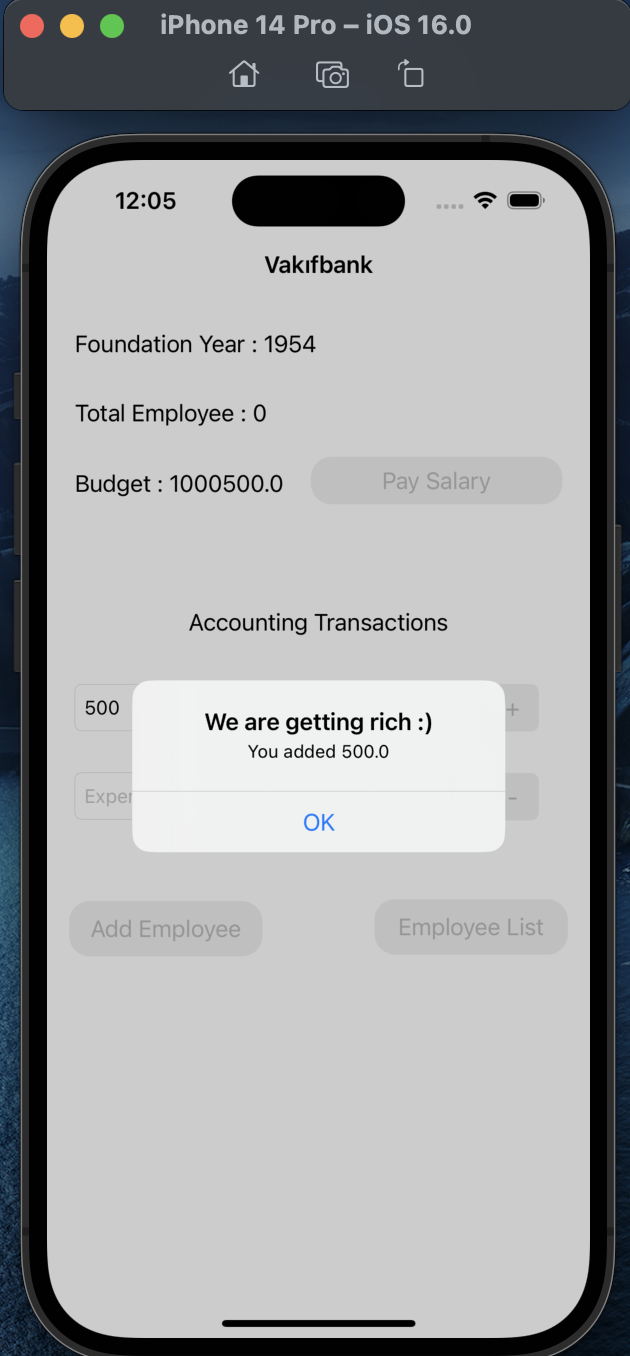 iPhone 14 Pro – iOS 16.0
12:05
Vakıfbank
Foundation Year : 1954
Total Employee : 0
Budget : 1000500.0
Pay Salary
Accounting Transactions
500
+
We are getting rich :)
You added 500.0
-
OK
Add Employee
Employee List